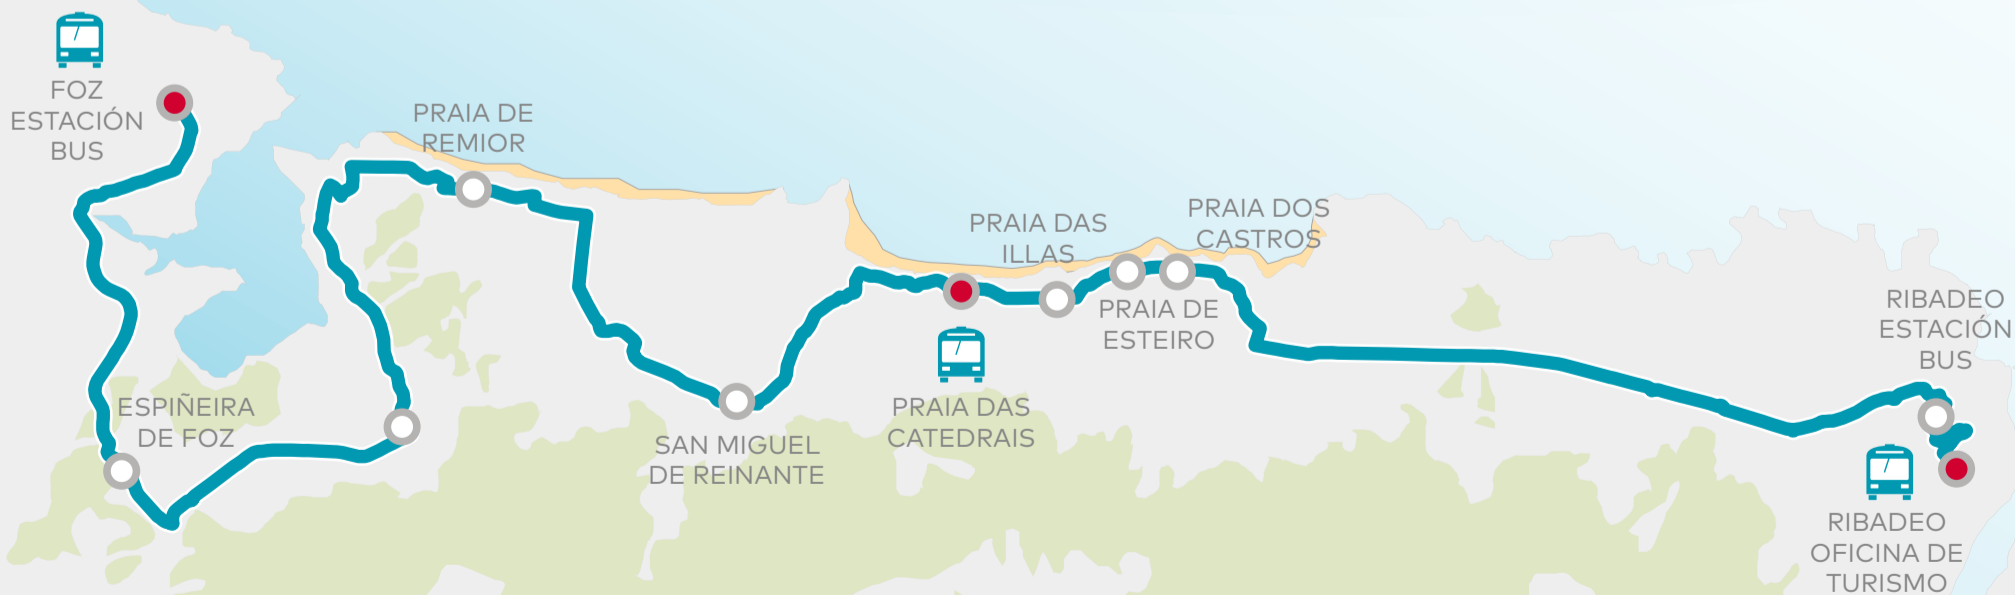 FOZ
ESTACIÓN
BUS
PRAIA DE
REMIOR
ESPIÑEIRA
DE FOZ
SAN MIGUEL
DE REINANTE
PRAIA DAS
CATEDRAIS
PRAIA DAS
ILLAS
PRAIA DE
ESTEIRO
PRAIA DOS
CASTROS
RIBADEO
ESTACIÓN
BUS
RIBADEO
OFICINA DE
TURISMO